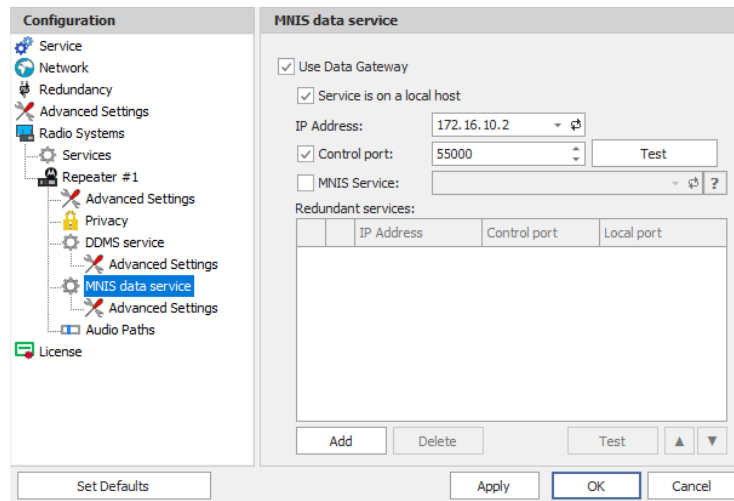 Configuration
Service
Network
Redundancy
Advanced Settings
Radio Systems
Services
Repeater #1
Advanced Settings
Privacy
DDMS service
Advanced Settings
MNIS data service
Advanced Settings
Audio Paths
License
MNIS data service
Use Data Gateway
Service is on a local host
IP Address: 172.16.10.2
Control port: 55000 Test
MNIS Service: ?
Redundant services:
IP Address Control port Local port
Add Delete Test
Set Defaults Apply OK Cancel